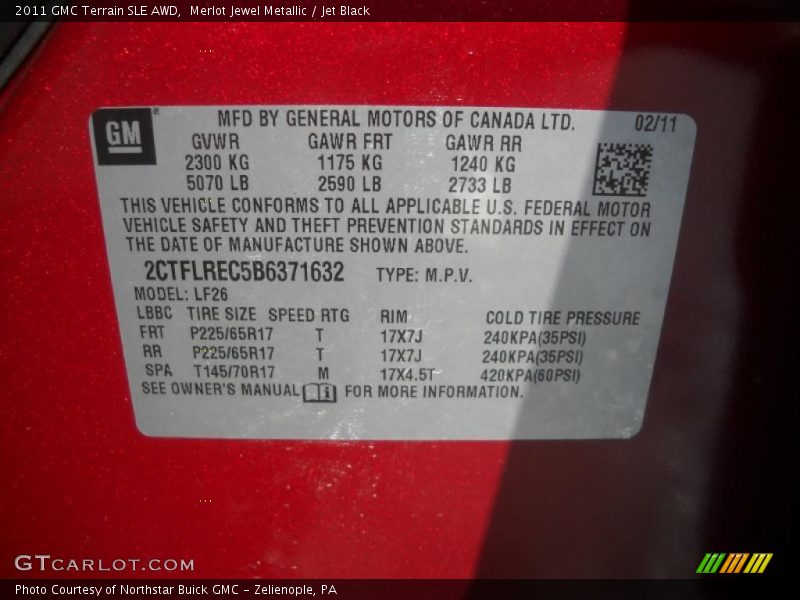 2011 GMC Terrain SLE AWD, Merlot Jewel Metallic / Jet Black
GM
MFD BY GENERAL MOTORS OF CANADA LTD. 02/11
GVWR GAWR FRT GAWR RR
2300 KG 1175 KG 1240 KG
5070 LB 2590 LB 2733 LB
THIS VEHICLE CONFORMS TO ALL APPLICABLE U.S. FEDERAL MOTOR
VEHICLE SAFETY AND THEFT PREVENTION STANDARDS IN EFFECT ON
THE DATE OF MANUFACTURE SHOWN ABOVE.
2CTFLREC5B6371632 TYPE: M.P.V.
MODEL: LF26
LBBC TIRE SIZE SPEED RTG RIM COLD TIRE PRESSURE
FRT P225/65R17 T 17X7J 240KPA(35PSI)
RR P225/65R17 T 17X7J 240KPA(35PSI)
SPA T145/70R17 M 17X4.5T 420KPA(60PSI)
SEE OWNER'S MANUAL i FOR MORE INFORMATION.
GTCARLOT.COM
Photo Courtesy of Northstar Buick GMC - Zelienople, PA